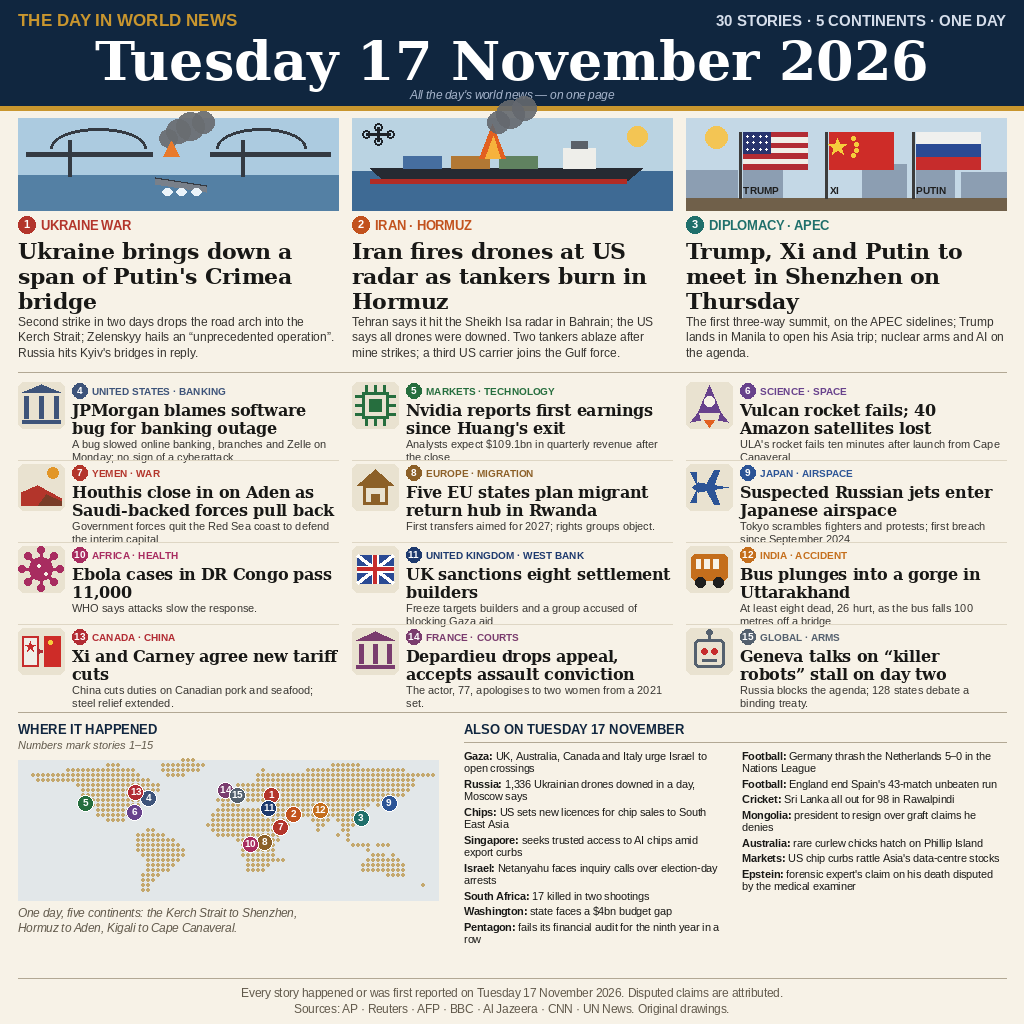 THE DAY IN WORLD NEWS
30 STORIES · 5 CONTINENTS · ONE DAY
Tuesday 17 November 2026
All the day's world news — on one page
TRUMP
XI
PUTIN
1 UKRAINE WAR
Ukraine brings down a
span of Putin's Crimea
bridge
Second strike in two days drops the road arch into the
Kerch Strait; Zelenskyy hails an “unprecedented operation”.
Russia hits Kyiv's bridges in reply.
2 IRAN · HORMUZ
Iran fires drones at US
radar as tankers burn in
Hormuz
Tehran says it hit the Sheikh Isa radar in Bahrain; the US
says all drones were downed. Two tankers ablaze after
mine strikes; a third US carrier joins the Gulf force.
3 DIPLOMACY · APEC
Trump, Xi and Putin to
meet in Shenzhen on
Thursday
The first three-way summit, on the APEC sidelines; Trump
lands in Manila to open his Asia trip; nuclear arms and AI on
the agenda.
4 UNITED STATES · BANKING
JPMorgan blames software
bug for banking outage
A bug slowed online banking, branches and Zelle on
Monday; no sign of a cyberattack.
5 MARKETS · TECHNOLOGY
Nvidia reports first earnings
since Huang's exit
Analysts expect $109.1bn in quarterly revenue after
the close.
6 SCIENCE · SPACE
Vulcan rocket fails; 40
Amazon satellites lost
ULA's rocket fails ten minutes after launch from Cape
Canaveral.
7 YEMEN · WAR
Houthis close in on Aden as
Saudi-backed forces pull back
Government forces quit the Red Sea coast to defend
the interim capital.
8 EUROPE · MIGRATION
Five EU states plan migrant
return hub in Rwanda
First transfers aimed for 2027; rights groups object.
9 JAPAN · AIRSPACE
Suspected Russian jets enter
Japanese airspace
Tokyo scrambles fighters and protests; first breach
since September 2024.
10 AFRICA · HEALTH
Ebola cases in DR Congo pass
11,000
WHO says attacks slow the response.
11 UNITED KINGDOM · WEST BANK
UK sanctions eight settlement
builders
Freeze targets builders and a group accused of
blocking Gaza aid.
12 INDIA · ACCIDENT
Bus plunges into a gorge in
Uttarakhand
At least eight dead, 26 hurt, as the bus falls 100
metres off a bridge.
13 CANADA · CHINA
Xi and Carney agree new tariff
cuts
China cuts duties on Canadian pork and seafood;
steel relief extended.
14 FRANCE · COURTS
Depardieu drops appeal,
accepts assault conviction
The actor, 77, apologises to two women from a 2021
set.
15 GLOBAL · ARMS
Geneva talks on “killer
robots” stall on day two
Russia blocks the agenda; 128 states debate a
binding treaty.
WHERE IT HAPPENED
Numbers mark stories 1–15
5
13
4
6
14
15
1
11
2
12
7
10
8
3
9
One day, five continents: the Kerch Strait to Shenzhen,
Hormuz to Aden, Kigali to Cape Canaveral.
ALSO ON TUESDAY 17 NOVEMBER
Gaza: UK, Australia, Canada and Italy urge Israel to
open crossings
Russia: 1,336 Ukrainian drones downed in a day,
Moscow says
Chips: US sets new licences for chip sales to South
East Asia
Singapore: seeks trusted access to AI chips amid
export curbs
Israel: Netanyahu faces inquiry calls over election-day
arrests
South Africa: 17 killed in two shootings
Washington: state faces a $4bn budget gap
Pentagon: fails its financial audit for the ninth year in a
row
Football: Germany thrash the Netherlands 5–0 in the
Nations League
Football: England end Spain's 43-match unbeaten run
Cricket: Sri Lanka all out for 98 in Rawalpindi
Mongolia: president to resign over graft claims he
denies
Australia: rare curlew chicks hatch on Phillip Island
Markets: US chip curbs rattle Asia's data-centre stocks
Epstein: forensic expert's claim on his death disputed
by the medical examiner
Every story happened or was first reported on Tuesday 17 November 2026. Disputed claims are attributed.
Sources: AP · Reuters · AFP · BBC · Al Jazeera · CNN · UN News. Original drawings.